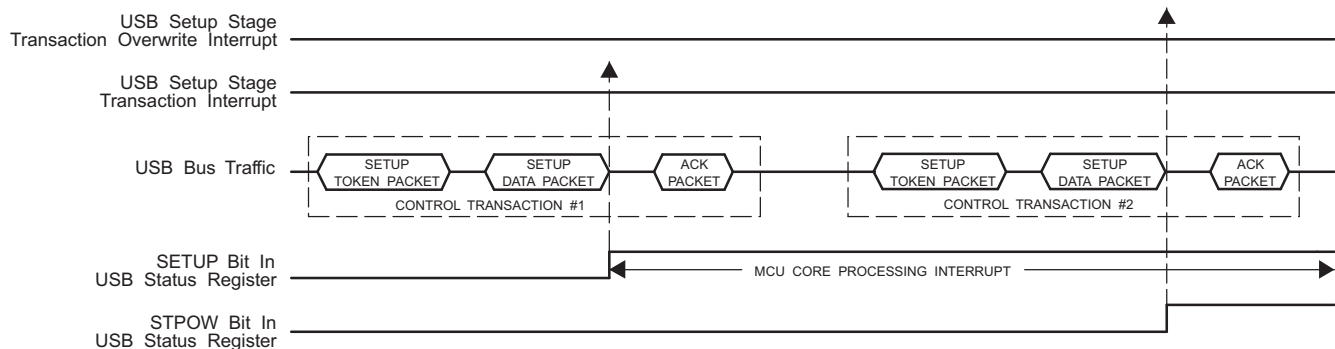 USB Setup Stage
Transaction Overwrite Interrupt
USB Setup Stage
Transaction Interrupt
USB Bus Traffic
SETUP
TOKEN PACKET
SETUP
DATA PACKET
ACK
PACKET
CONTROL TRANSACTION #1
SETUP
TOKEN PACKET
SETUP
DATA PACKET
ACK
PACKET
CONTROL TRANSACTION #2
SETUP Bit In
USB Status Register
MCU CORE PROCESSING INTERRUPT
STPOW Bit In
USB Status Register